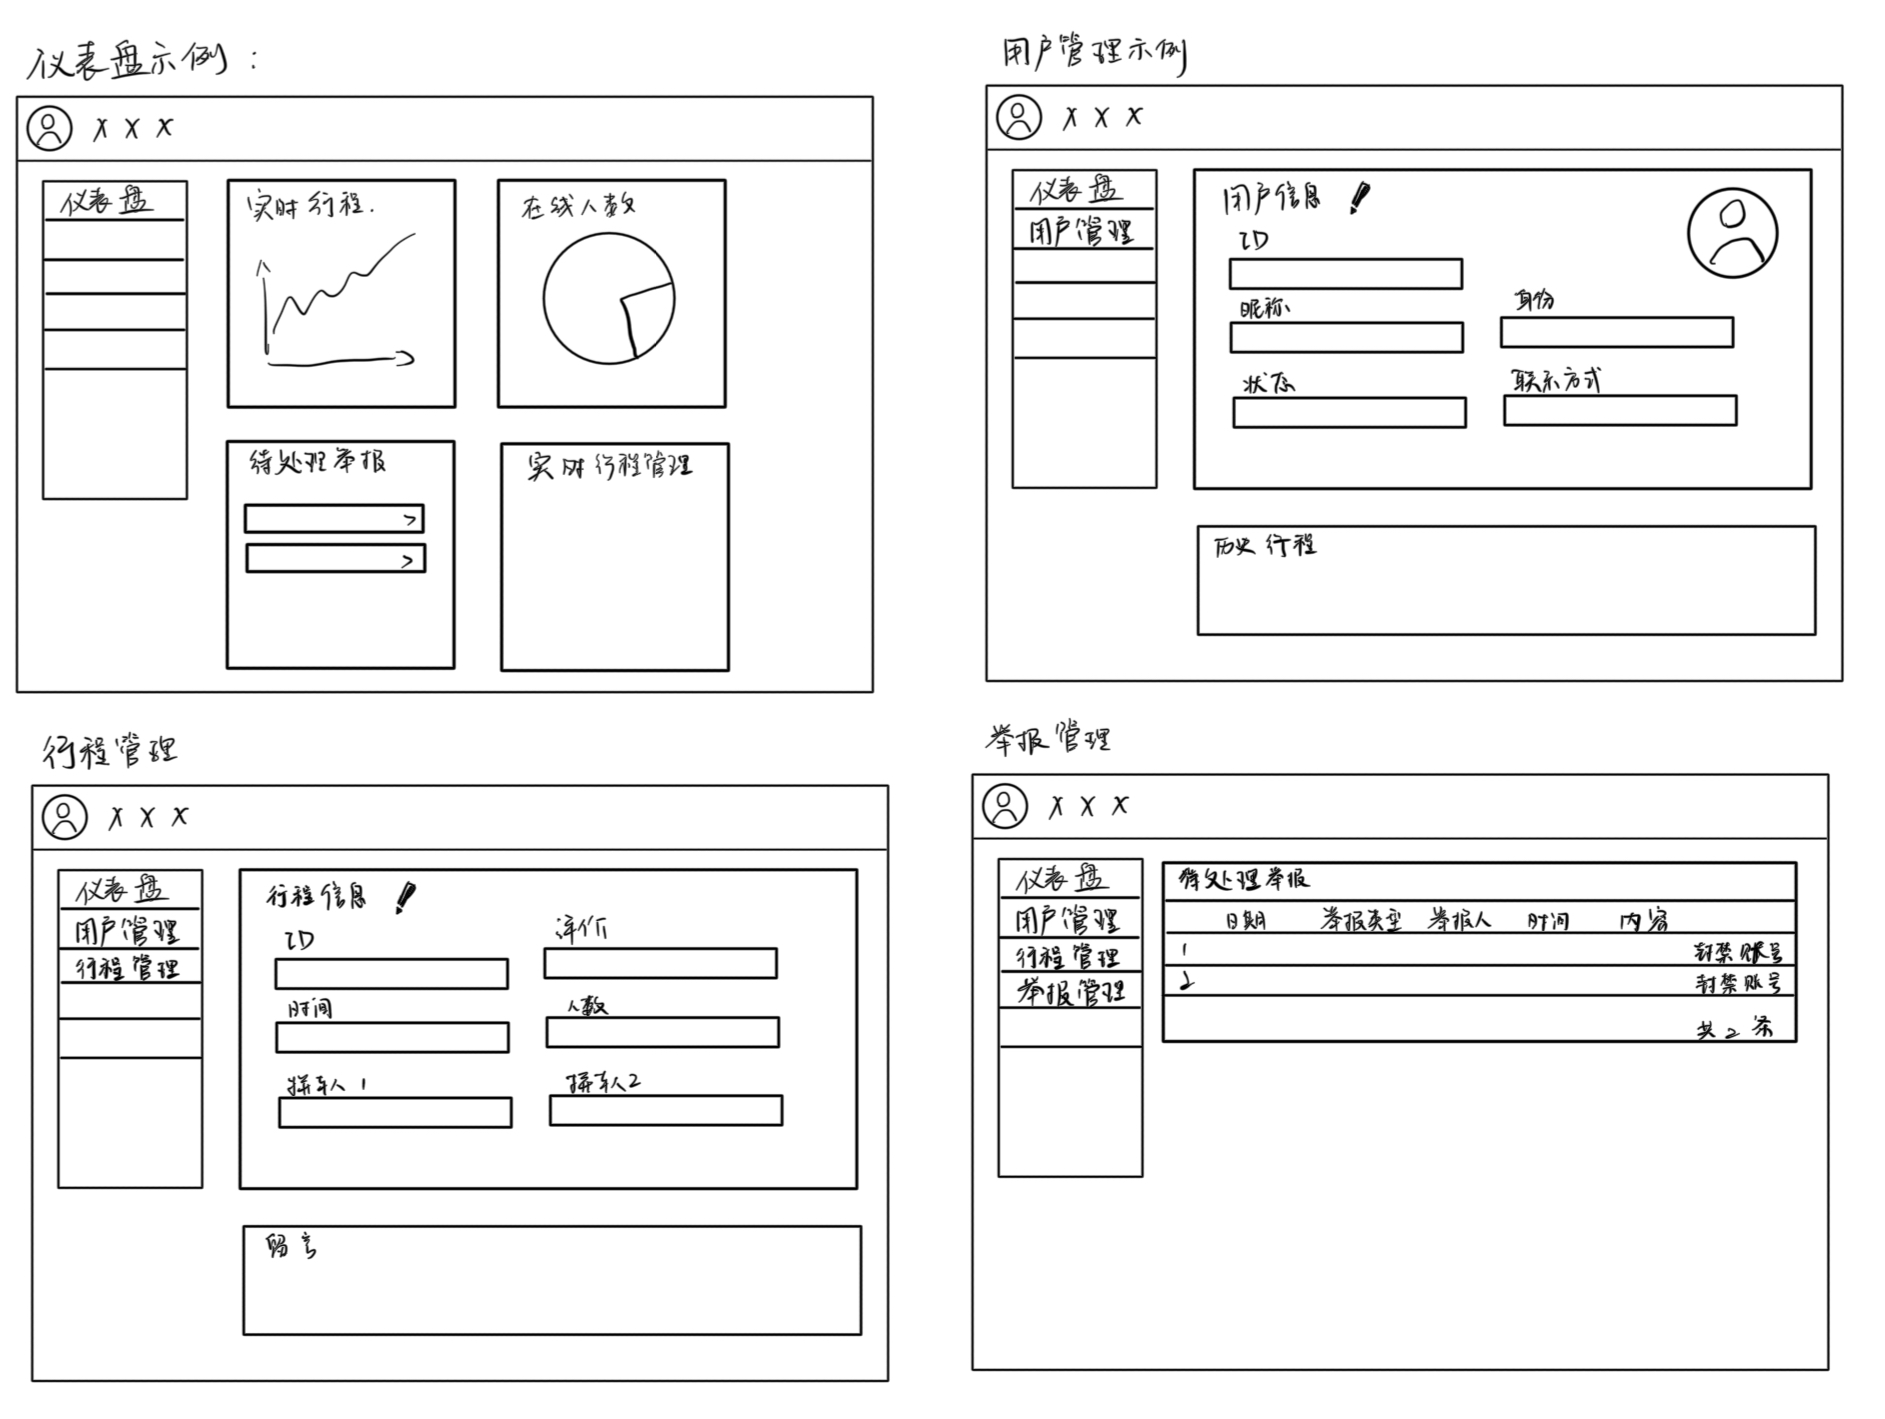 仪表盘示例：
X X X
仪表盘
实时行程.
在线人数
待处理举报
>
>
实时行程管理
用户管理示例
X X X
仪表盘
用户管理
用户信息
ID
昵称
身份
状态
联系方式
历史行程
行程管理
X X X
仪表盘
用户管理
行程管理
行程信息
ID
评价
时间
人数
拼车人1
拼车人2
留言
举报管理
X X X
仪表盘
用户管理
行程管理
举报管理
待处理举报
日期 举报类型 举报人 时间 内容
1 封禁账号
2 封禁账号
共2条